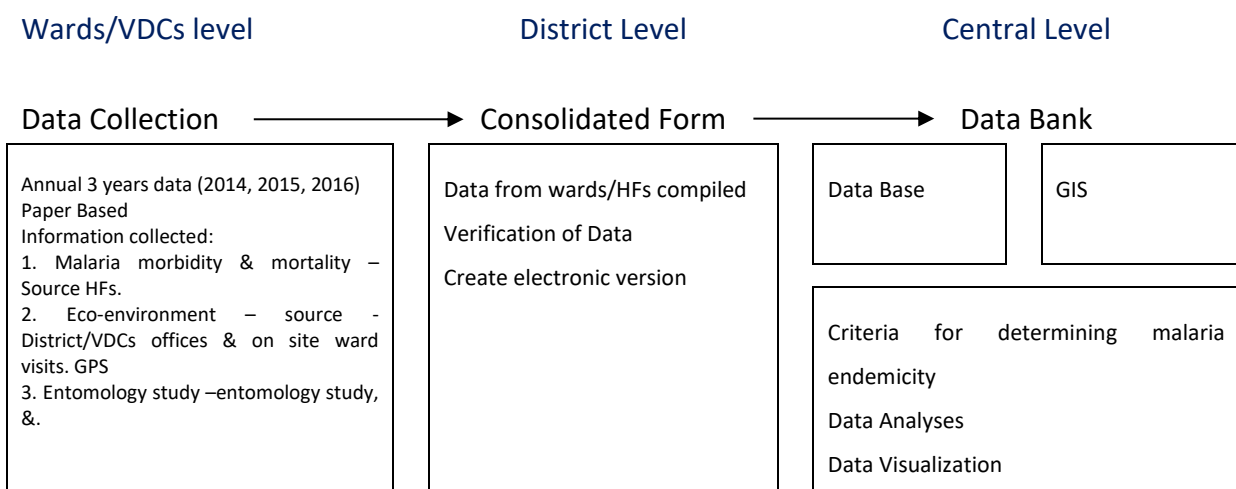 Wards/VDCs level
District Level
Central Level
Data Collection
Consolidated Form
Data Bank
Annual 3 years data (2014, 2015, 2016)
Paper Based
Information collected:
1. Malaria morbidity & mortality –
Source HFs.
2. Eco-environment – source -
District/VDCs offices & on site ward
visits. GPS
3. Entomology study –entomology study,
&.
Data from wards/HFs compiled
Verification of Data
Create electronic version
Data Base
GIS
Criteria for determining malaria
endemicity
Data Analyses
Data Visualization